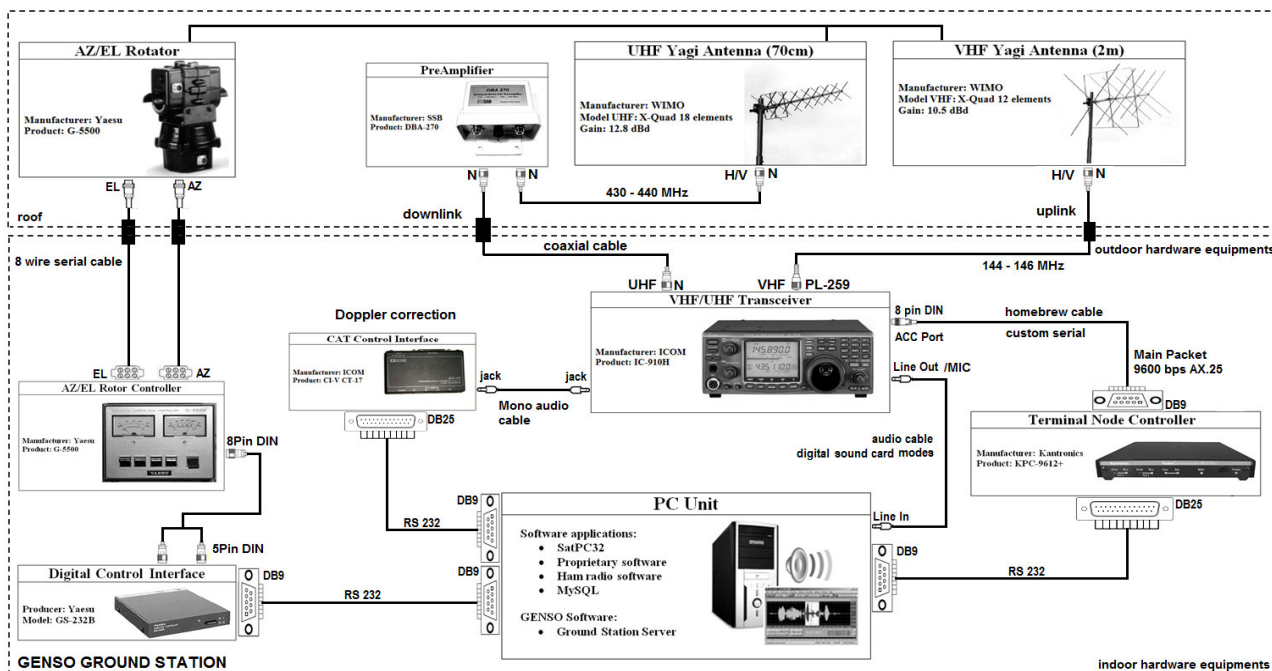 AZ/EL Rotator
Manufacturer: Yaesu
Product: G-5500
EL
AZ
roof
PreAmplifier
Manufacturer: SSB
Product: DBA-270
DBA 270
N
N
UHF Yagi Antenna (70cm)
Manufacturer: WIMO
Model UHF: X-Quad 18 elements
Gain: 12.8 dBd
H/V
N
430 - 440 MHz
VHF Yagi Antenna (2m)
Manufacturer: WIMO
Model VHF: X-Quad 12 elements
Gain: 10.5 dBd
H/V
N
downlink
uplink
outdoor hardware equipments
8 wire serial cable
coaxial cable
144 - 146 MHz
UHF
N
VHF
PL-259
VHF/UHF Transceiver
Manufacturer: ICOM
Product: IC-910H
145.890.0
435.110.0
8 pin DIN
ACC Port
homebrew cable
custom serial
Line Out /MIC
Main Packet
9600 bps AX.25
DB9
Doppler correction
CAT Control Interface
Manufacturer: ICOM
Product: CI-V CT-17
jack
jack
Mono audio
cable
DB25
EL
AZ
AZ/EL Rotor Controller
Manufacturer: Yaesu
Product: G-5500
YAESU
8Pin DIN
audio cable
digital sound card modes
Terminal Node Controller
Manufacturer: Kantronics
Product: KPC-9612+
DB25
5Pin DIN
Digital Control Interface
Producer: Yaesu
Model: GS-232B
DB9
RS 232
DB9
RS 232
DB9
PC Unit
Software applications:
• SatPC32
• Proprietary software
• Ham radio software
• MySQL
GENSO Software:
• Ground Station Server
Line In
DB9
RS 232
GENSO GROUND STATION
indoor hardware equipments